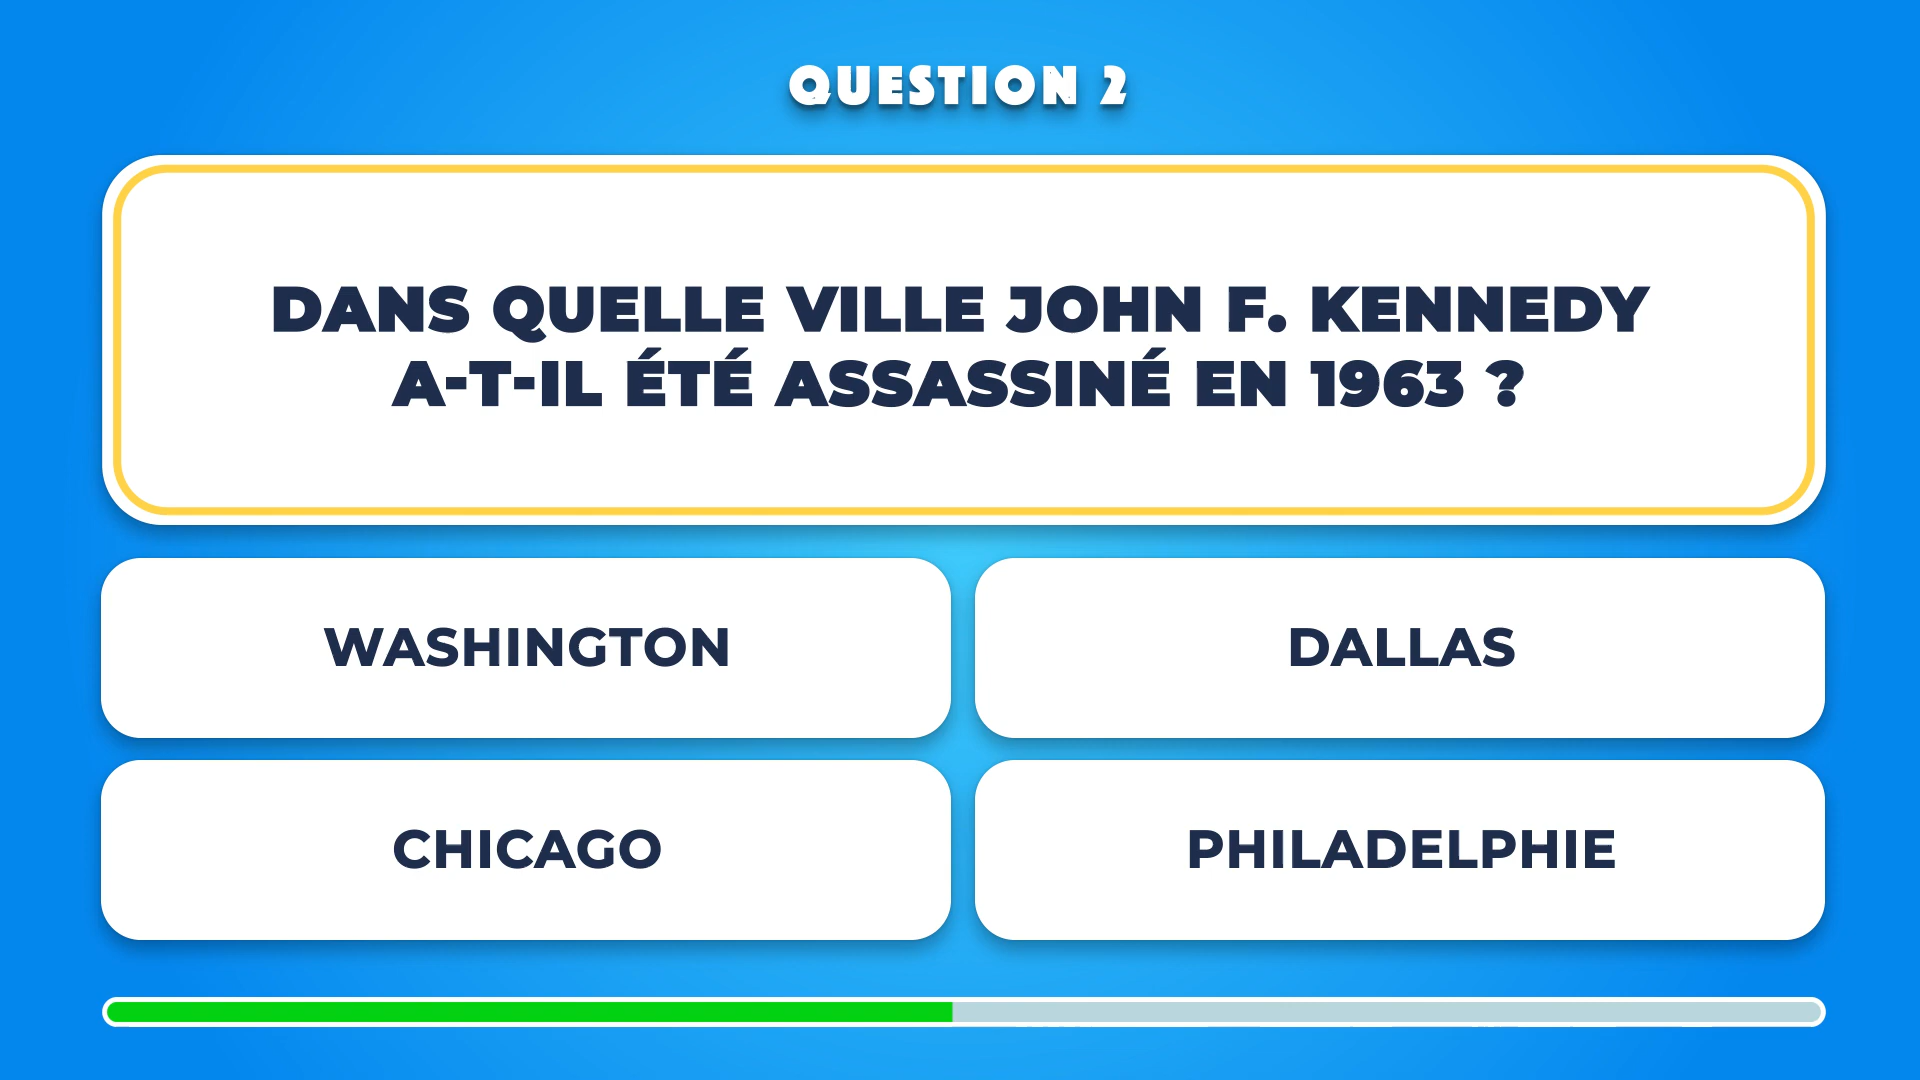 QUESTION 2
DANS QUELLE VILLE JOHN F. KENNEDY
A-T-IL ÉTÉ ASSASSINÉ EN 1963 ?
WASHINGTON
DALLAS
CHICAGO
PHILADELPHIE